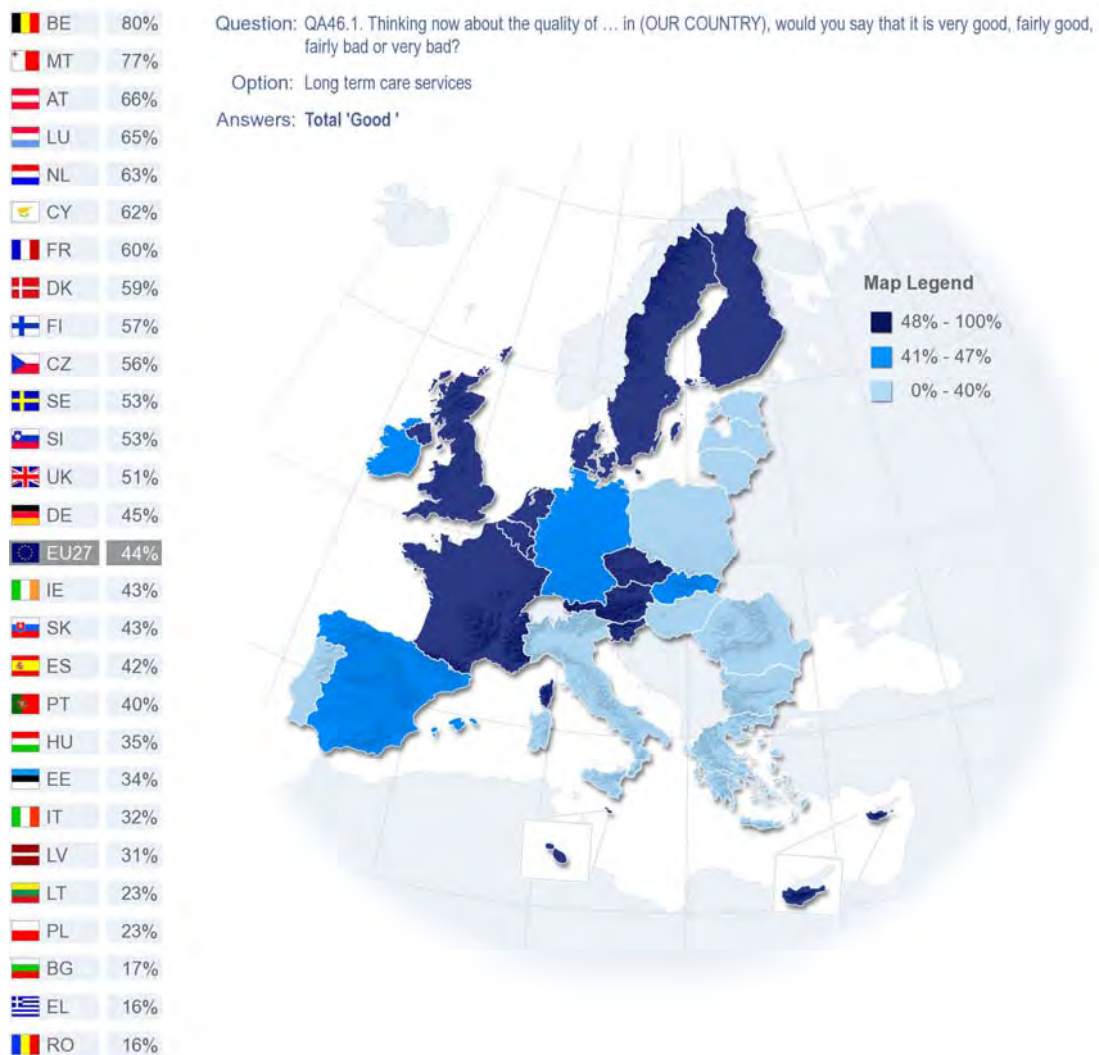 BE 80%
MT 77%
AT 66%
LU 65%
NL 63%
CY 62%
FR 60%
DK 59%
FI 57%
CZ 56%
SE 53%
SI 53%
UK 51%
DE 45%
EU27 44%
IE 43%
SK 43%
ES 42%
PT 40%
HU 35%
EE 34%
IT 32%
LV 31%
LT 23%
PL 23%
BG 17%
EL 16%
RO 16%
Question: QA46.1. Thinking now about the quality of … in (OUR COUNTRY), would you say that it is very good, fairly good,
fairly bad or very bad?
Option: Long term care services
Answers: Total 'Good '
Map Legend
48% - 100%
41% - 47%
0% - 40%